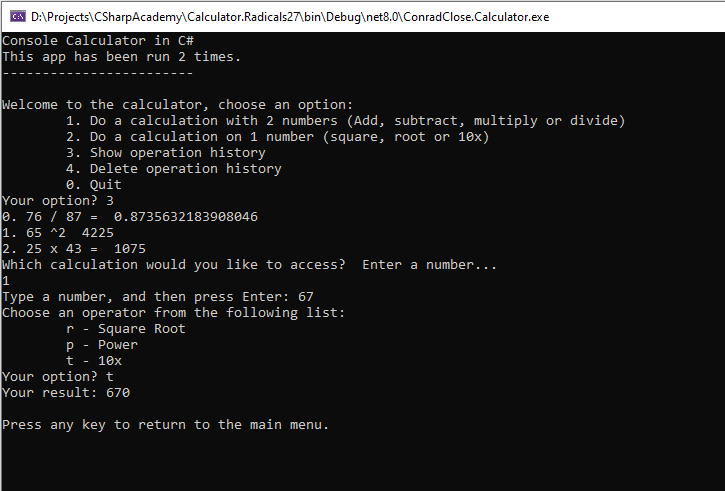 D:\Projects\CSharpAcademy\Calculator.Radicals27\bin\Debug\net8.0\ConradClose.Calculator.exe
Console Calculator in C#
This app has been run 2 times.
------------------------
Welcome to the calculator, choose an option:
1. Do a calculation with 2 numbers (Add, subtract, multiply or divide)
2. Do a calculation on 1 number (square, root or 10x)
3. Show operation history
4. Delete operation history
0. Quit
Your option? 3
0. 76 / 87 =  0.8735632183908046
1. 65 ^2  4225
2. 25 x 43 =  1075
Which calculation would you like to access?  Enter a number...
1
Type a number, and then press Enter: 67
Choose an operator from the following list:
r - Square Root
p - Power
t - 10x
Your option? t
Your result: 670
Press any key to return to the main menu.